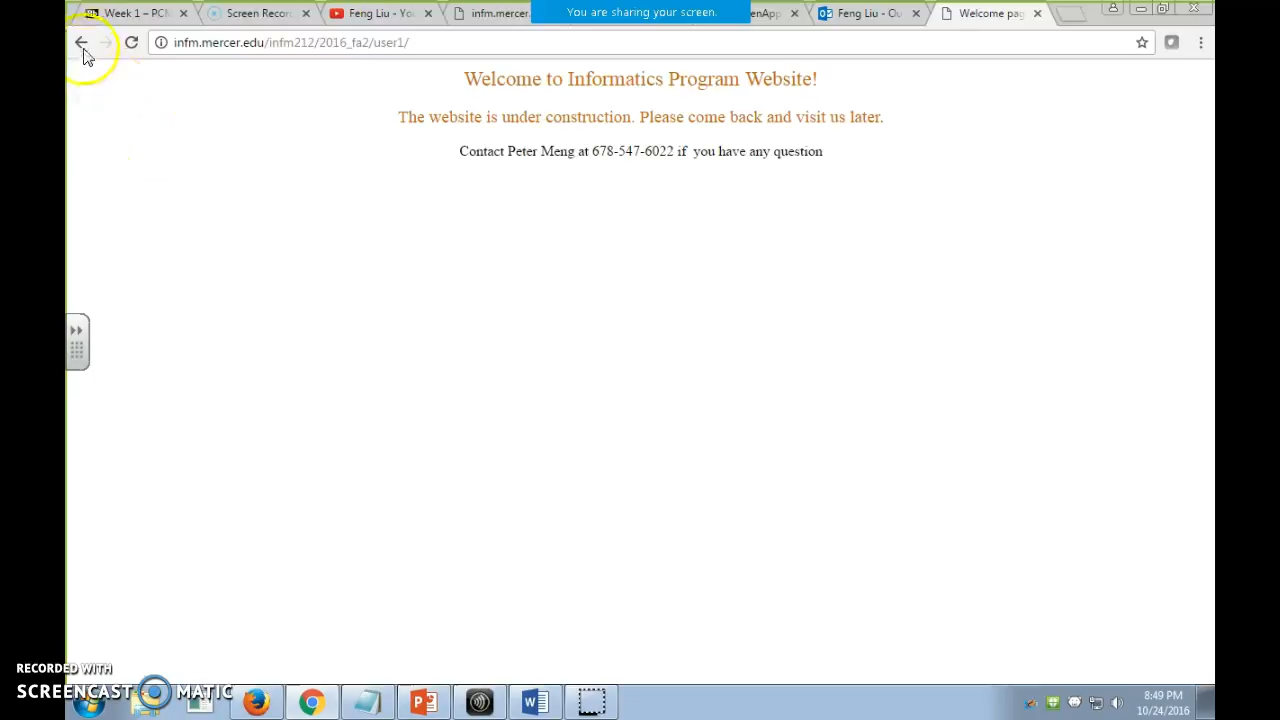 You are sharing your screen.
Week 1 – PCM
Screen Recor
Feng Liu - Yo
infm.mercer.
enApp
Feng Liu - Ou
Welcome pag
infm.mercer.edu/infm212/2016_fa2/user1/
Welcome to Informatics Program Website!
The website is under construction. Please come back and visit us later.
Contact Peter Meng at 678-547-6022 if you have any question
RECORDED WITH
SCREENCAST MATIC
8:49 PM
10/24/2016